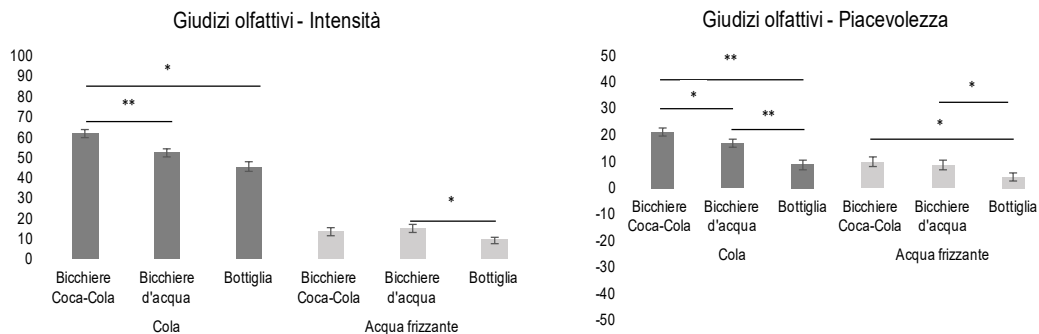 Giudizi olfattivi - Intensità
100
90
80
70
60
50
40
30
20
10
0
*
**
*
Bicchiere
Coca-Cola
Bicchiere
d'acqua
Bottiglia
Bicchiere
Coca-Cola
Bicchiere
d'acqua
Bottiglia
Cola
Acqua frizzante
Giudizi olfattivi - Piacevolezza
50
40
30
20
10
0
-10
-20
-30
-40
-50
**
*
**
*
*
Bicchiere
Coca-Cola
Bicchiere
d'acqua
Bottiglia
Bicchiere
Coca-Cola
Bicchiere
d'acqua
Bottiglia
Cola
Acqua frizzante